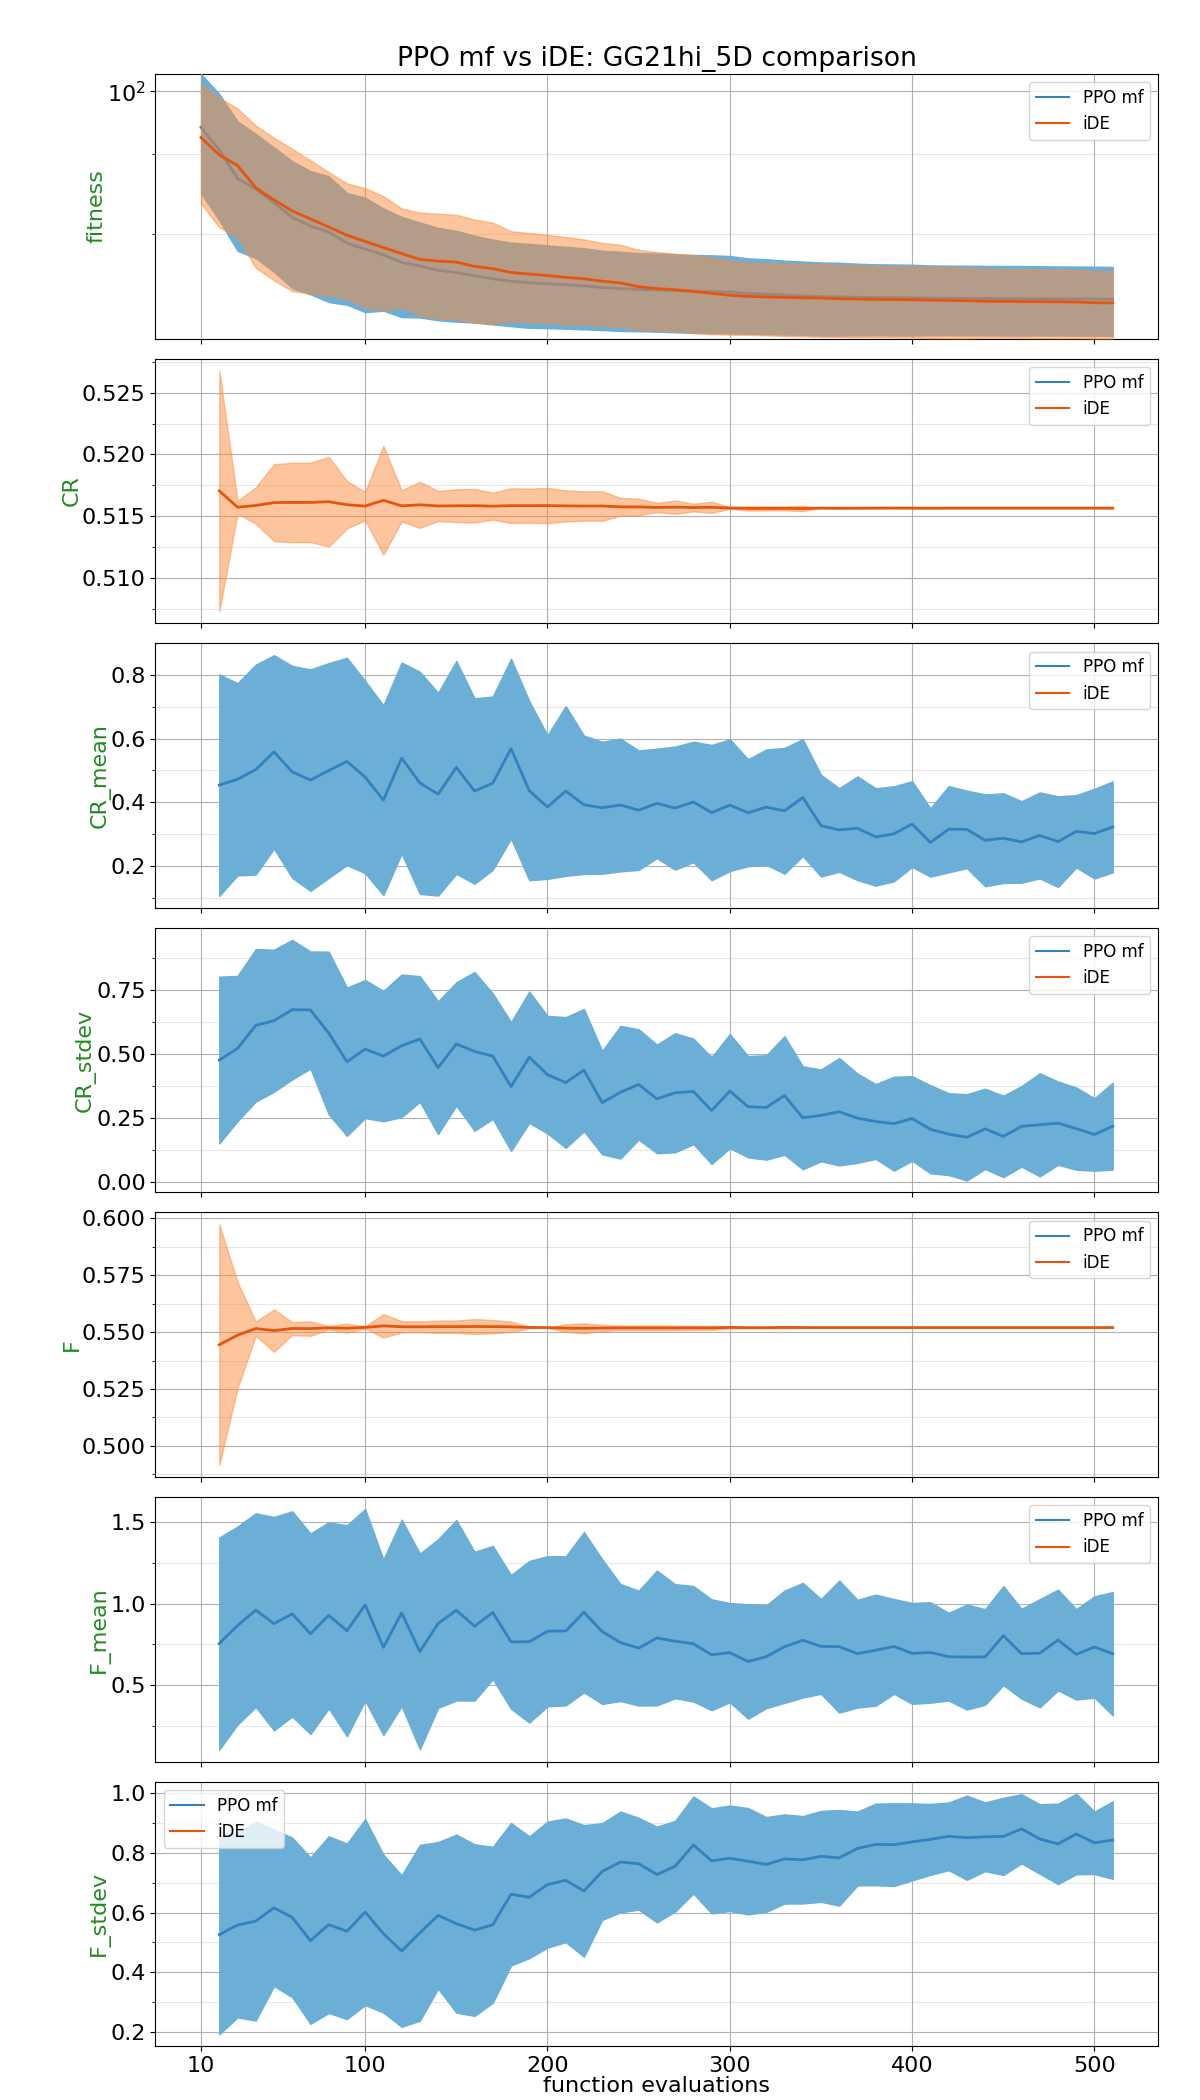 PPO mf vs iDE: GG21hi_5D comparison
10²
fitness
PPO mf
iDE
0.525
0.520
0.515
0.510
CR
PPO mf
iDE
0.8
0.6
0.4
0.2
CR_mean
PPO mf
iDE
0.75
0.50
0.25
0.00
CR_stdev
PPO mf
iDE
0.600
0.575
0.550
0.525
0.500
F
PPO mf
iDE
1.5
1.0
0.5
F_mean
PPO mf
iDE
1.0
0.8
0.6
0.4
0.2
F_stdev
PPO mf
iDE
10 100 200 300 400 500
function evaluations